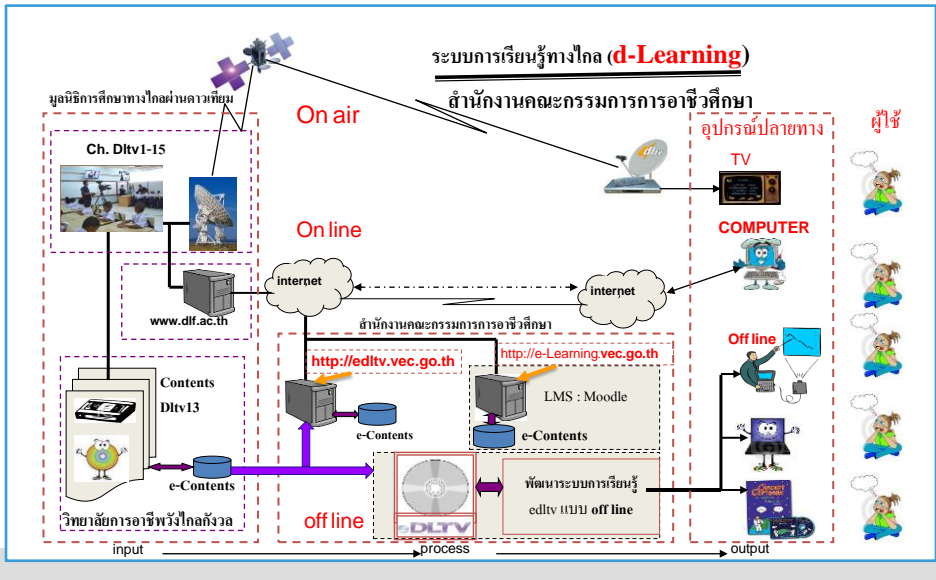 ระบบการเรียนรู้ทางไกล (d-Learning)
สำนักงานคณะกรรมการการอาชีวศึกษา
มูลนิธิการศึกษาทางไกลผ่านดาวเทียม
On air
อุปกรณ์ปลายทาง
ผู้ใช้
Ch. Dltv1-15
TV
On line
COMPUTER
internet
internet
www.dlf.ac.th
สำนักงานคณะกรรมการการอาชีวศึกษา
http://edltv.vec.go.th
http://e-Learning.vec.go.th
Off line
Contents
Dltv13
LMS : Moodle
e-Contents
e-Contents
e-Contents
พัฒนาระบบการเรียนรู้
edltv แบบ off line
วิทยาลัยการอาชีพวังไกลกังวล
off line
eDLTV
input
process
output